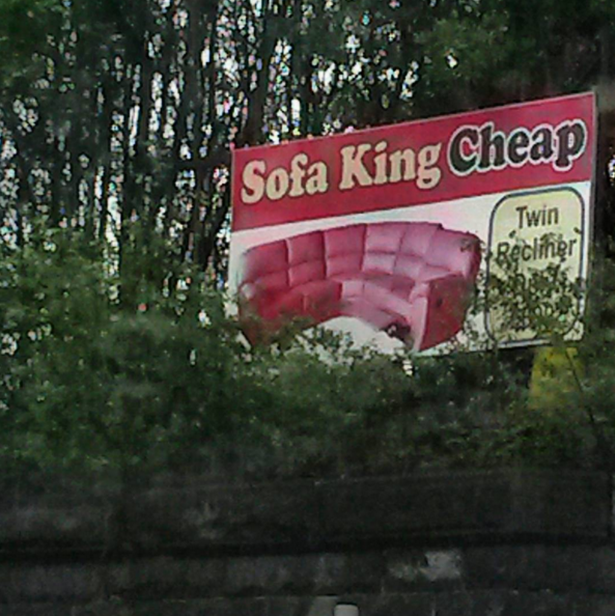 Sofa King Cheap
Twin
Recliner